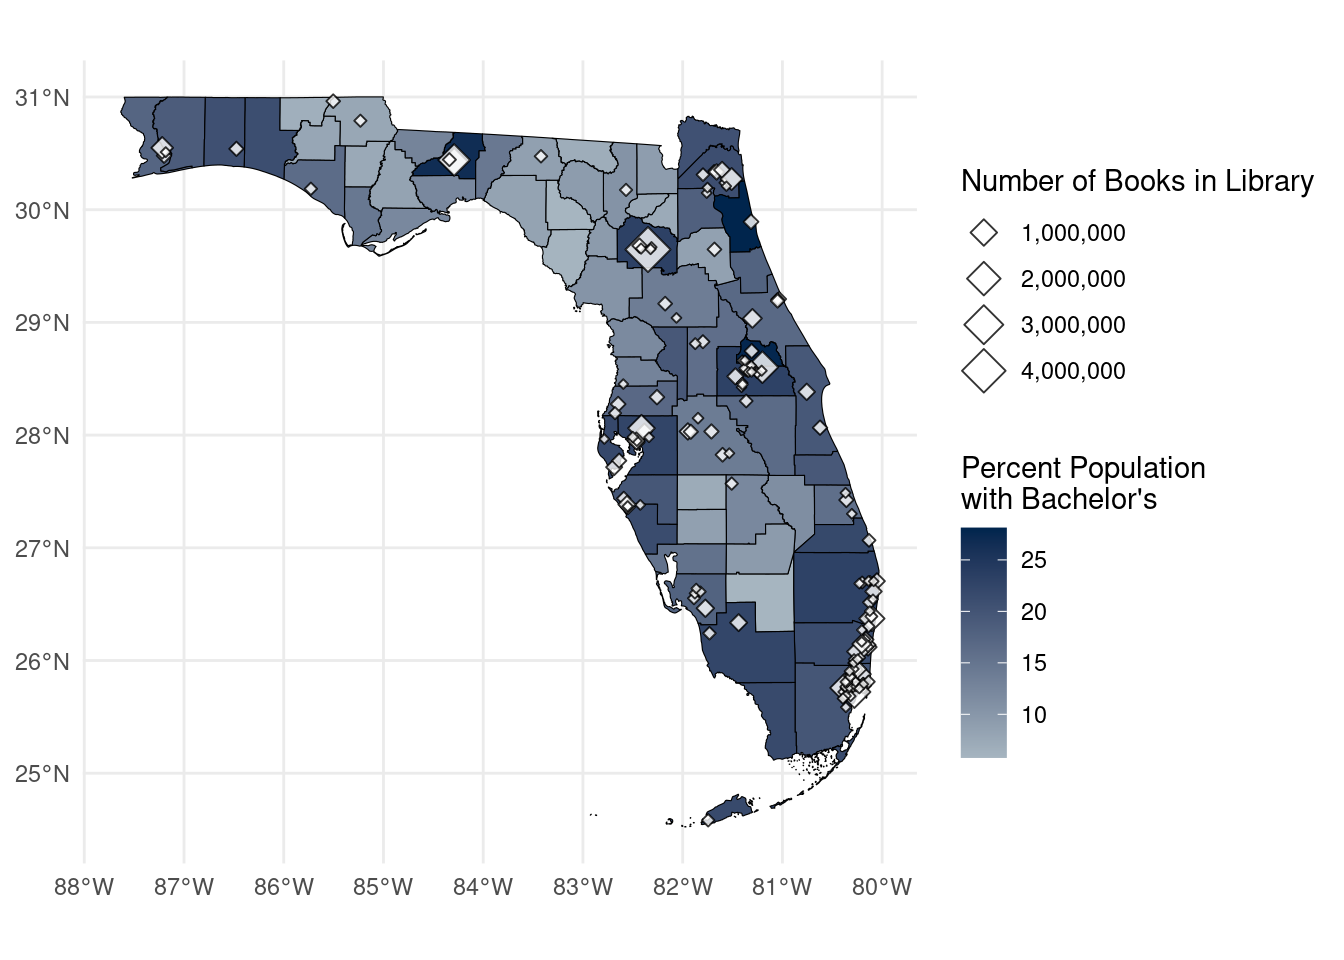 31°N
30°N
29°N
28°N
27°N
26°N
25°N
88°W
87°W
86°W
85°W
84°W
83°W
82°W
81°W
80°W
Number of Books in Library
1,000,000
2,000,000
3,000,000
4,000,000
Percent Population
with Bachelor's
25
20
15
10